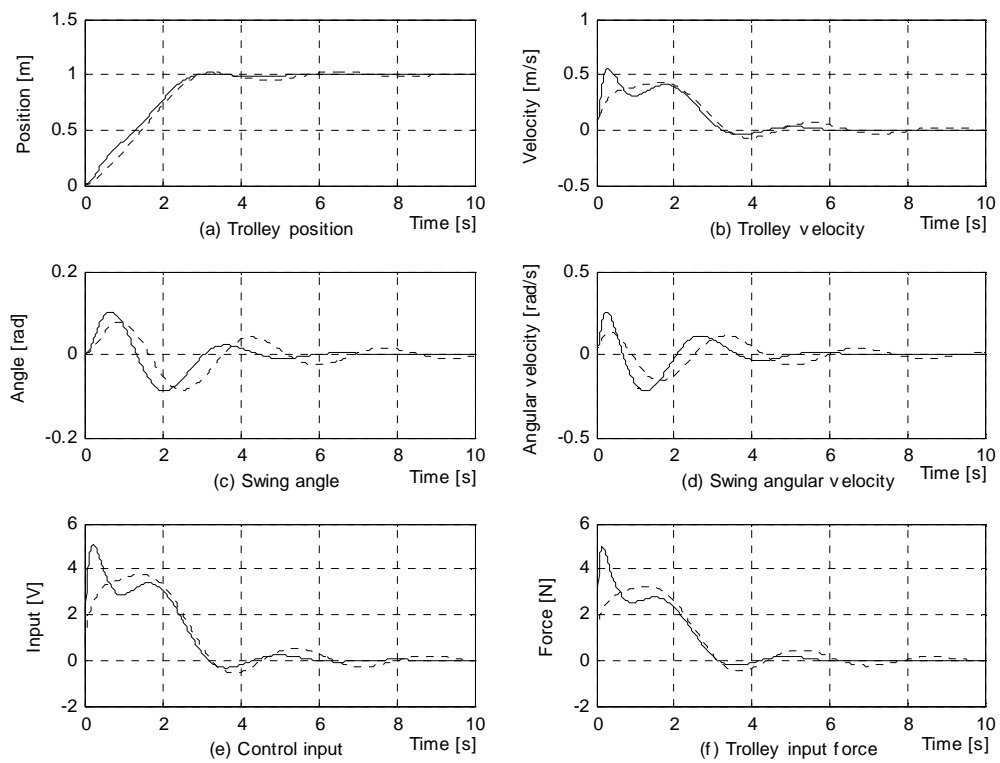 1.5
1
0.5
0
Position [m]
0 2 4 6 8 10
Time [s]
(a) Trolley position
1
0.5
0
-0.5
Velocity [m/s]
0 2 4 6 8 10
Time [s]
(b) Trolley velocity
0.2
0
-0.2
Angle [rad]
0 2 4 6 8 10
Time [s]
(c) Swing angle
0.5
0
-0.5
Angular velocity [rad/s]
0 2 4 6 8 10
Time [s]
(d) Swing angular velocity
6
4
2
0
-2
Input [V]
0 2 4 6 8 10
Time [s]
(e) Control input
6
4
2
0
-2
Force [N]
0 2 4 6 8 10
Time [s]
(f) Trolley input force